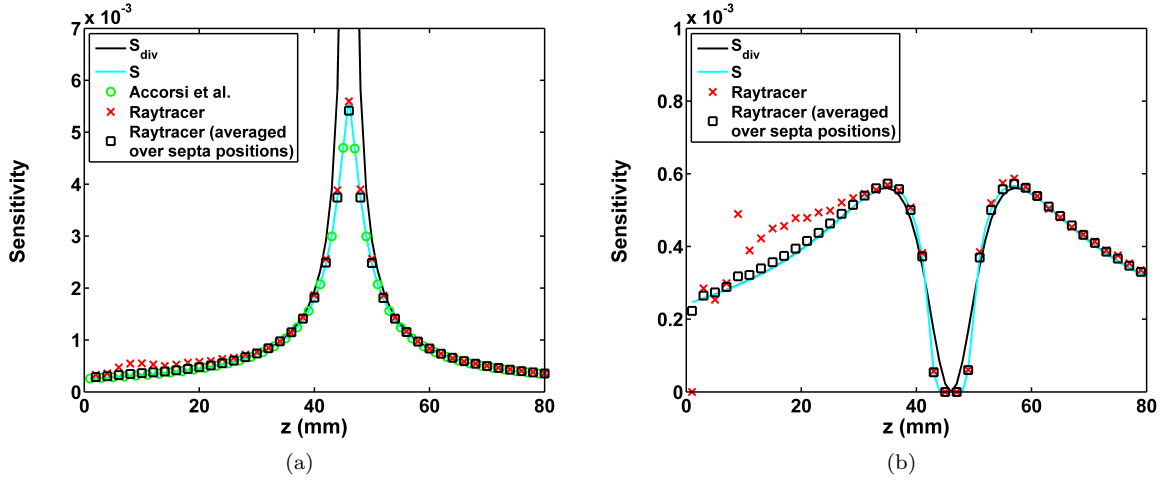 x 10⁻³
7
6
5
4
3
2
1
0
Sensitivity
S_div
S
Accorsi et al.
Raytracer
Raytracer (averaged
over septa positions)
0 20 40 60 80
z (mm)
(a)
x 10⁻³
1
0.8
0.6
0.4
0.2
0
Sensitivity
S_div
S
Raytracer
Raytracer (averaged
over septa positions)
0 20 40 60 80
z (mm)
(b)